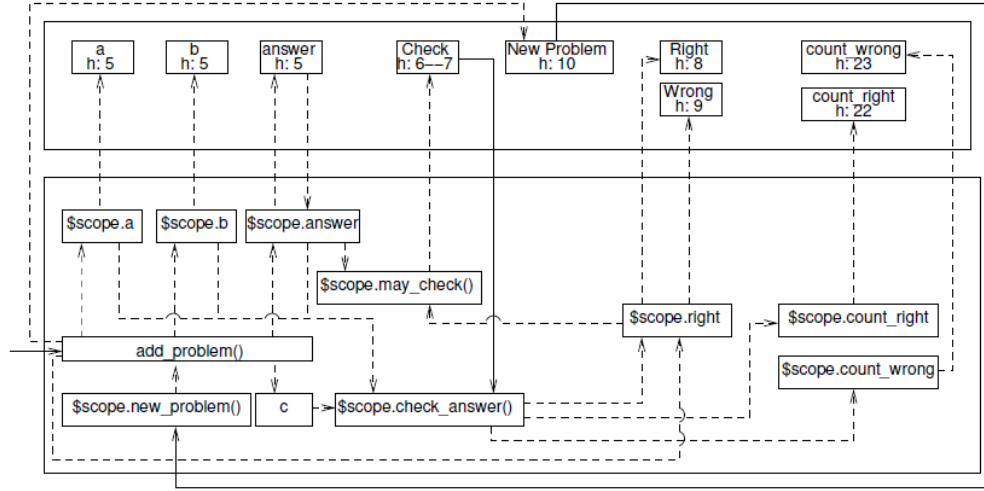 a
h: 5
b
h: 5
answer
h: 5
Check
h: 6−−7
New Problem
h: 10
Right
h: 8
Wrong
h: 9
count_wrong
h: 23
count_right
h: 22
$scope.a
$scope.b
$scope.answer
$scope.may_check()
$scope.right
$scope.count_right
add_problem()
$scope.count_wrong
$scope.new_problem()
c
$scope.check_answer()